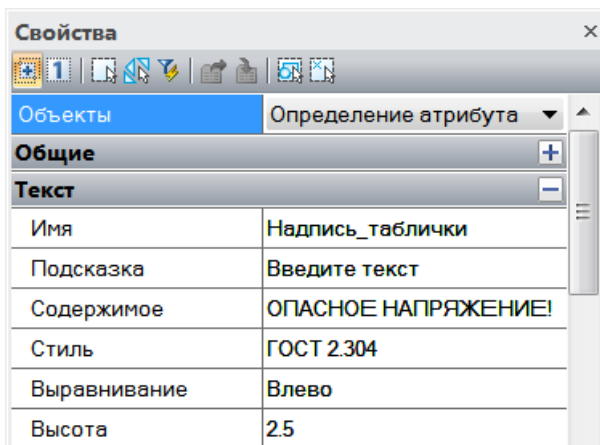 Свойства
1
Объекты Определение атрибута
Общие
Текст
Имя Надпись_таблички
Подсказка Введите текст
Содержимое ОПАСНОЕ НАПРЯЖЕНИЕ!
Стиль ГОСТ 2.304
Выравнивание Влево
Высота 2.5